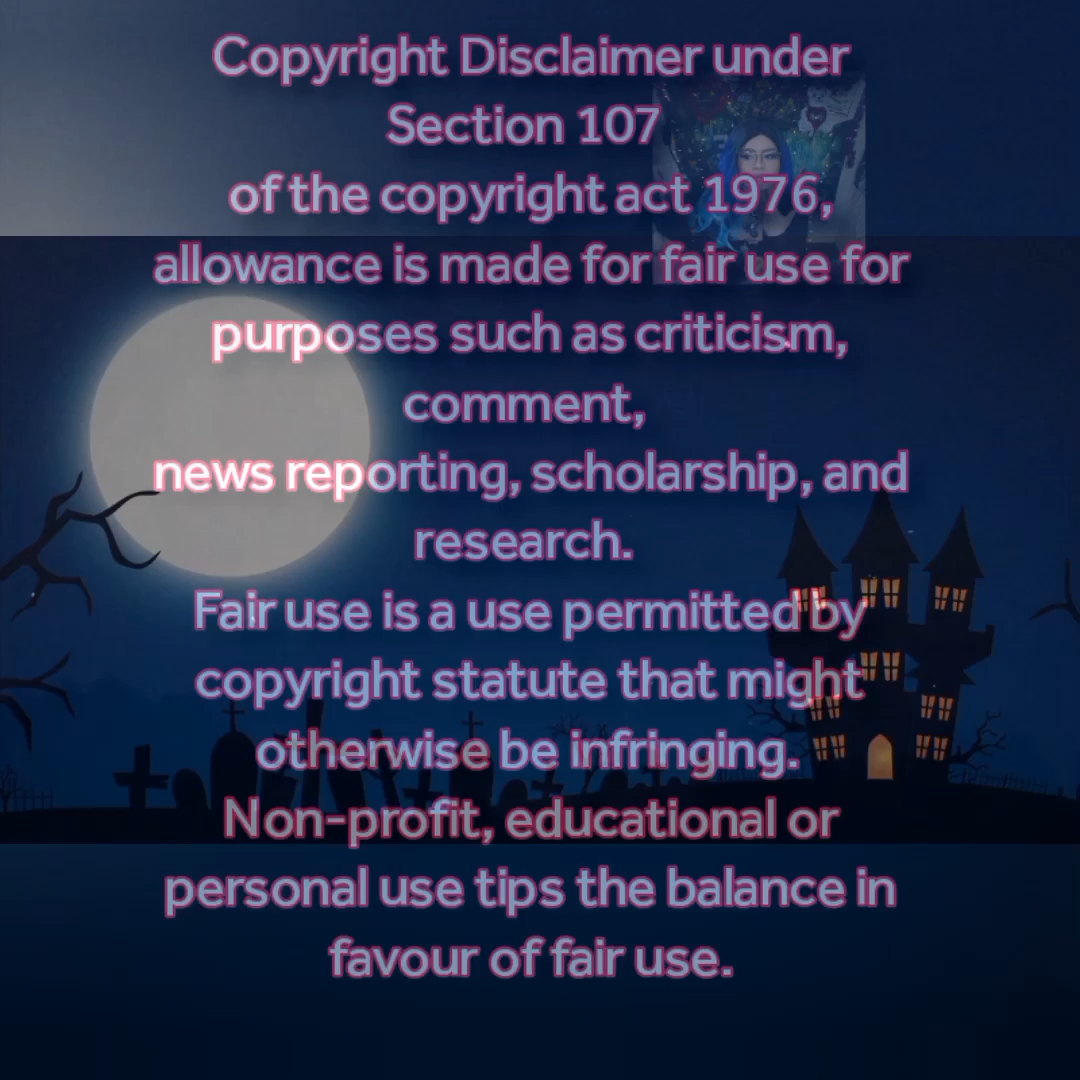 Copyright Disclaimer under
Section 107
of the copyright act 1976,
allowance is made for fair use for
purposes such as criticism,
comment,
news reporting, scholarship, and
research.
Fair use is a use permitted by
copyright statute that might
otherwise be infringing.
Non-profit, educational or
personal use tips the balance in
favour of fair use.